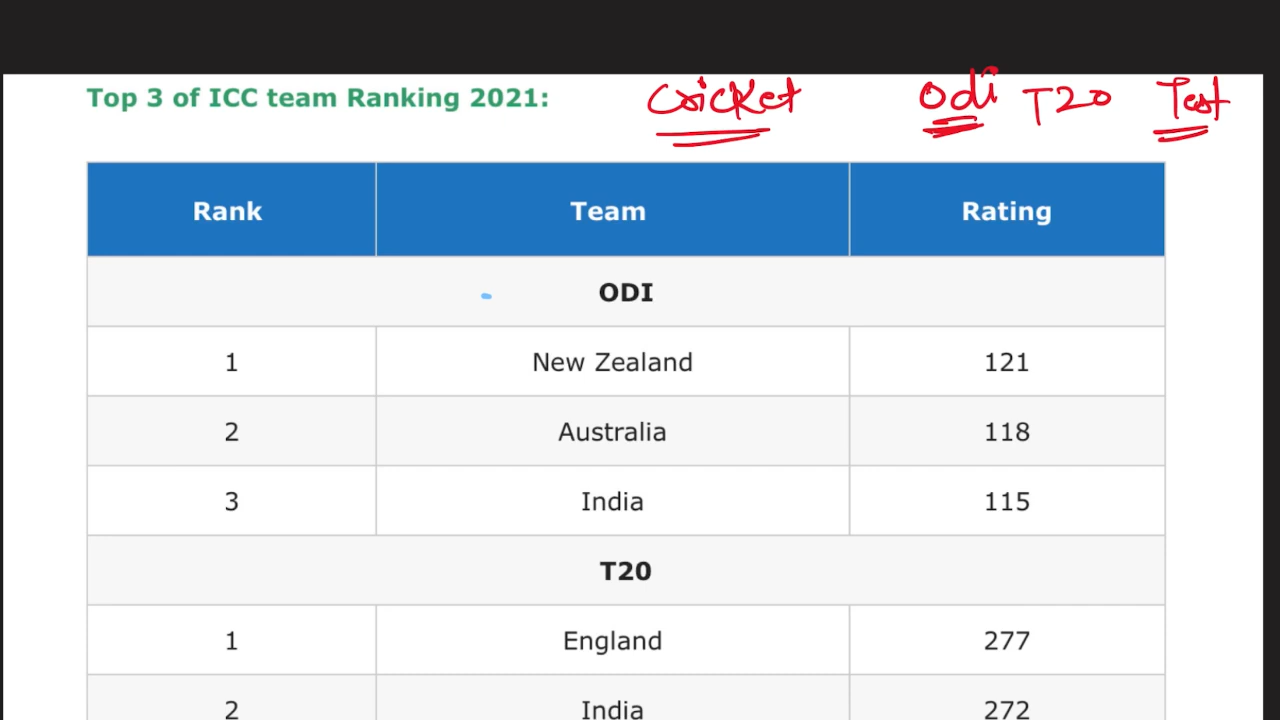 Top 3 of ICC team Ranking 2021: Cricket Odi T20 Test
Rank Team Rating
ODI
1 New Zealand 121
2 Australia 118
3 India 115
T20
1 England 277
2 India 272